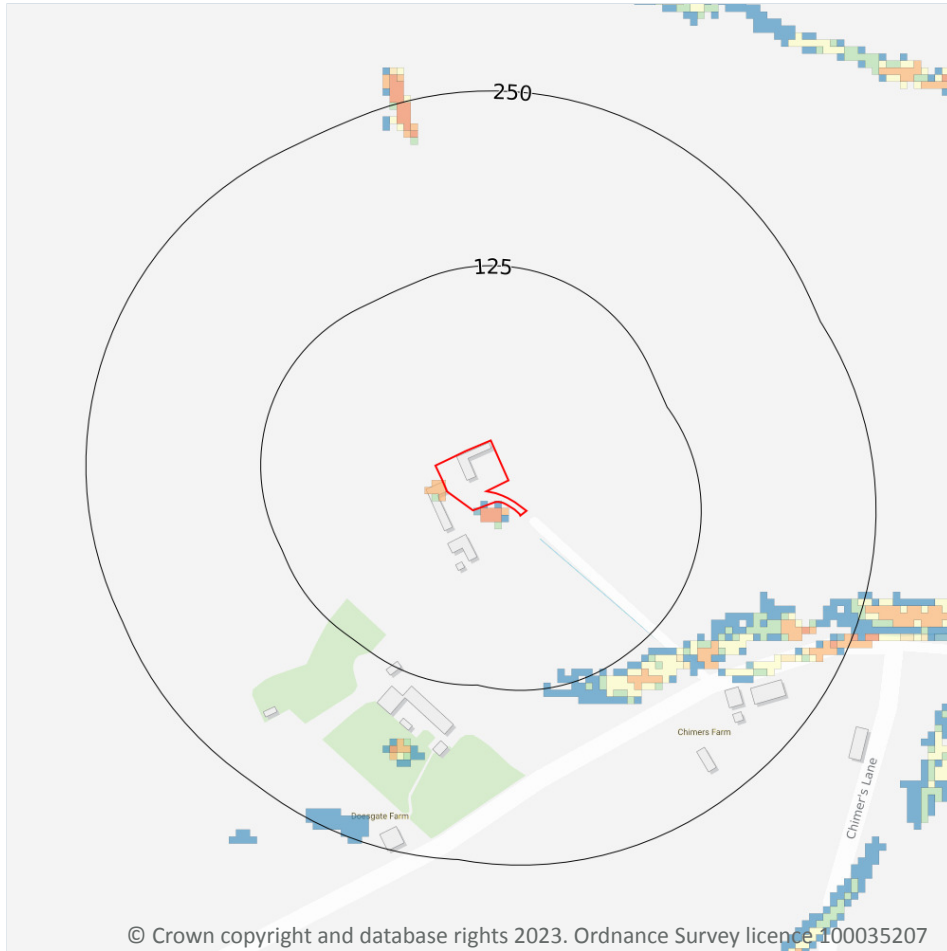 250
125
Chimers Farm
Chimer's Lane
Doesgate Farm
© Crown copyright and database rights 2023. Ordnance Survey licence 100035207